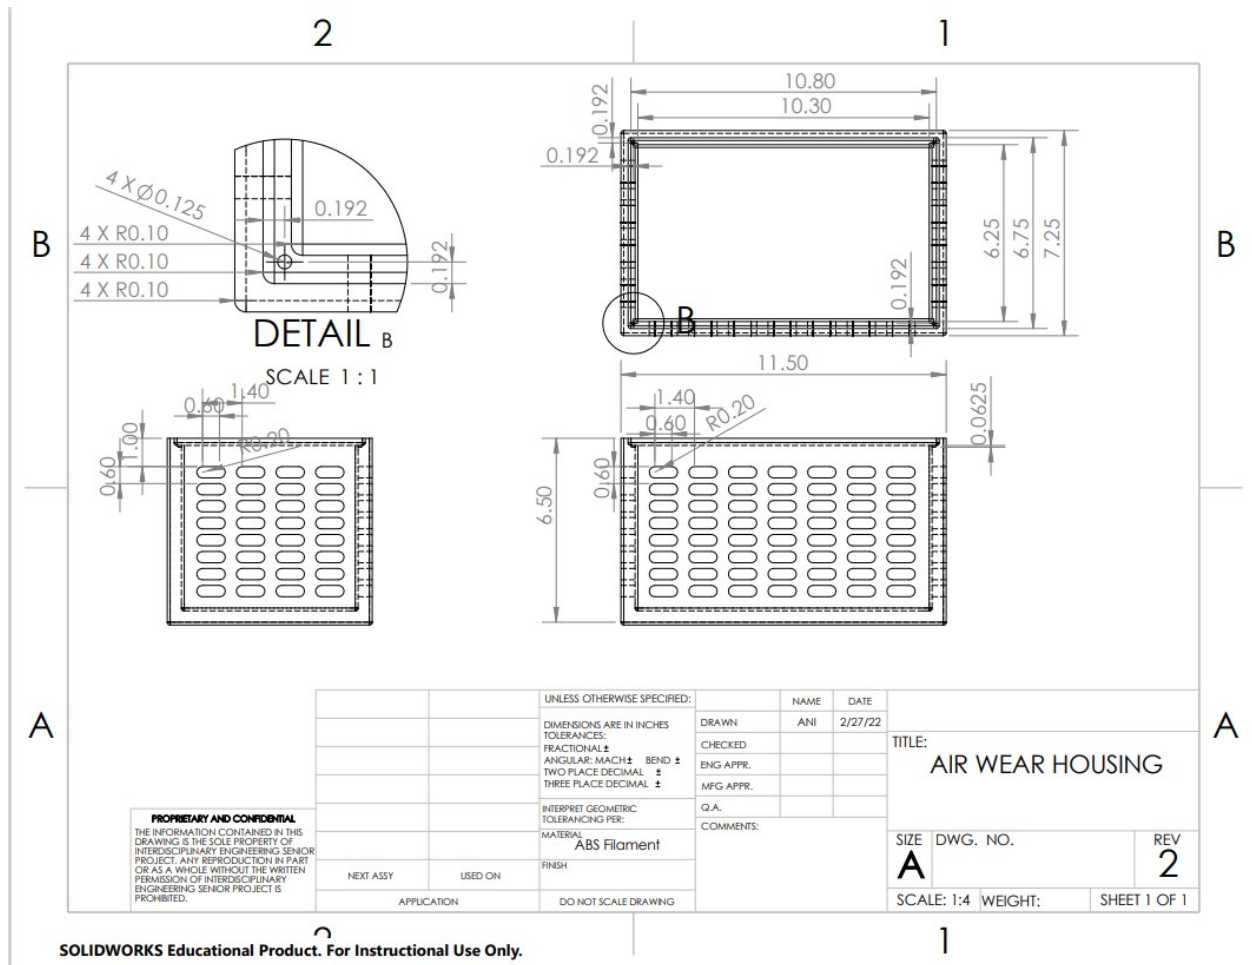 2
1
10.80
10.30
0.192
0.192
4 X Ø0.125
0.192
4 X R0.10
4 X R0.10
4 X R0.10
0.192
B
B
6.25
6.75
7.25
0.192
B
DETAIL B
SCALE 1 : 1
11.50
1.40
0.60
R0.20
1.00
0.60
1.40
0.60
R0.20
0.0625
0.60
6.50
A
A
UNLESS OTHERWISE SPECIFIED:
DIMENSIONS ARE IN INCHES
TOLERANCES:
FRACTIONAL ±
ANGULAR: MACH ± BEND ±
TWO PLACE DECIMAL ±
THREE PLACE DECIMAL ±
INTERPRET GEOMETRIC
TOLERANCING PER:
MATERIAL
ABS Filament
FINISH
DO NOT SCALE DRAWING
NAME DATE
DRAWN ANI 2/27/22
CHECKED
ENG APPR.
MFG APPR.
Q.A.
COMMENTS:
TITLE:
AIR WEAR HOUSING
SIZE DWG. NO. REV
A 2
SCALE: 1:4 WEIGHT: SHEET 1 OF 1
PROPRIETARY AND CONFIDENTIAL
THE INFORMATION CONTAINED IN THIS
DRAWING IS THE SOLE PROPERTY OF
INTERDISCIPLINARY ENGINEERING SENIOR
PROJECT. ANY REPRODUCTION IN PART
OR AS A WHOLE WITHOUT THE WRITTEN
PERMISSION OF INTERDISCIPLINARY
ENGINEERING SENIOR PROJECT IS
PROHIBITED.
NEXT ASSY USED ON
APPLICATION
2
1
SOLIDWORKS Educational Product. For Instructional Use Only.